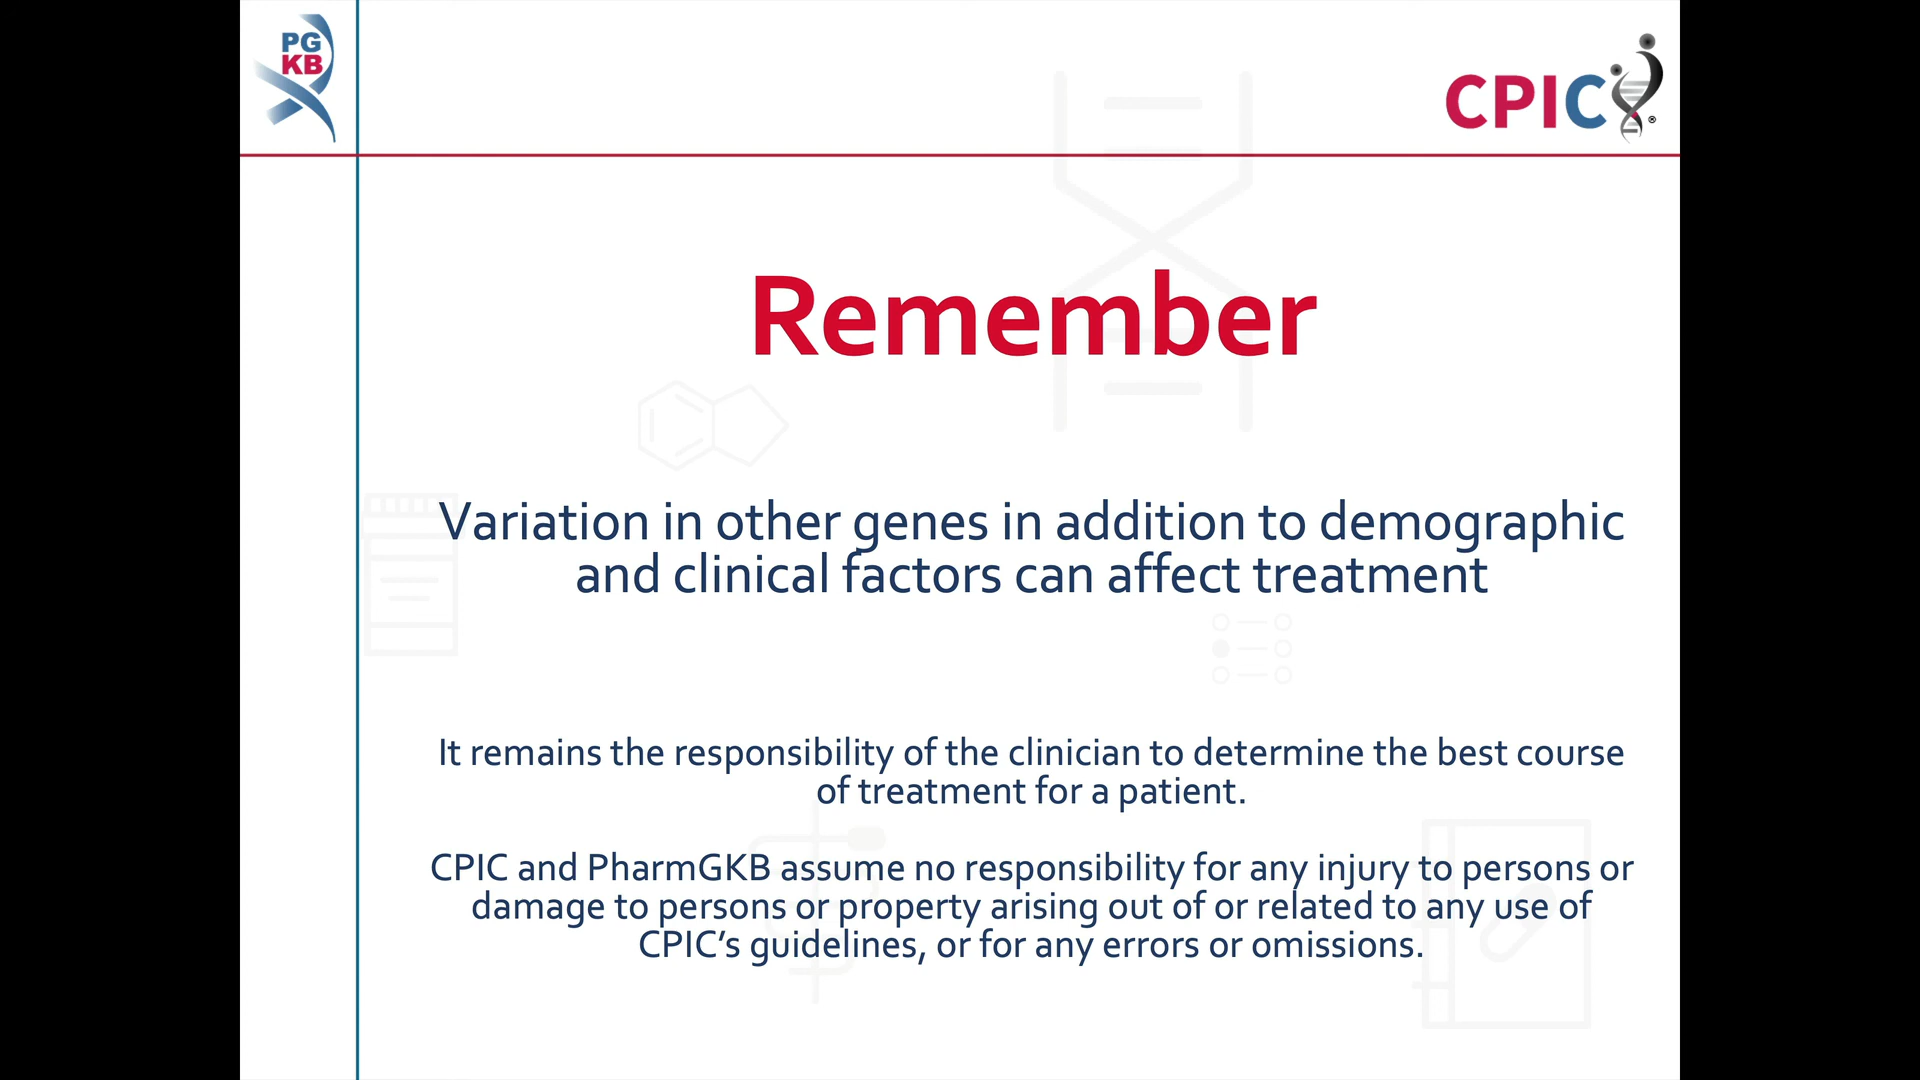 PG
KB
CPIC®
Remember
Variation in other genes in addition to demographic
and clinical factors can affect treatment
It remains the responsibility of the clinician to determine the best course
of treatment for a patient.
CPIC and PharmGKB assume no responsibility for any injury to persons or
damage to persons or property arising out of or related to any use of
CPIC’s guidelines, or for any errors or omissions.